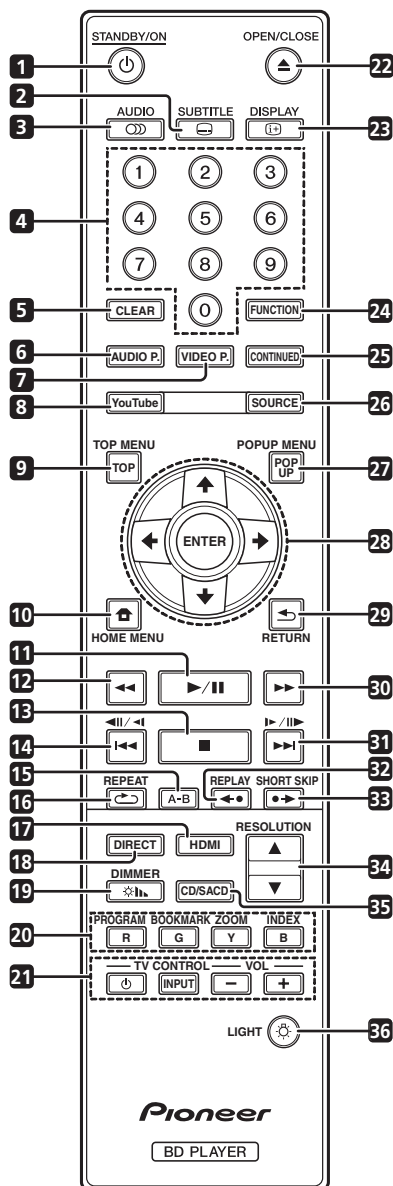 STANDBY/ON OPEN/CLOSE
1 22
2
AUDIO SUBTITLE DISPLAY
3 23
1 2 3
4 4 5 6
7 8 9
0
5 CLEAR FUNCTION 24
6 AUDIO P. VIDEO P. CONTINUED 25
7
8 YouTube SOURCE 26
TOP MENU POPUP MENU
9 TOP POP UP 27
ENTER 28
10 29
HOME MENU RETURN
11
12 30
13
14 31
15 32
REPEAT A-B REPLAY SHORT SKIP
16 33
17
18 DIRECT HDMI RESOLUTION
34
DIMMER
19 CD/SACD 35
PROGRAM BOOKMARK ZOOM INDEX
20 R G Y B
TV CONTROL VOL
21 INPUT − +
LIGHT 36
Pioneer
BD PLAYER